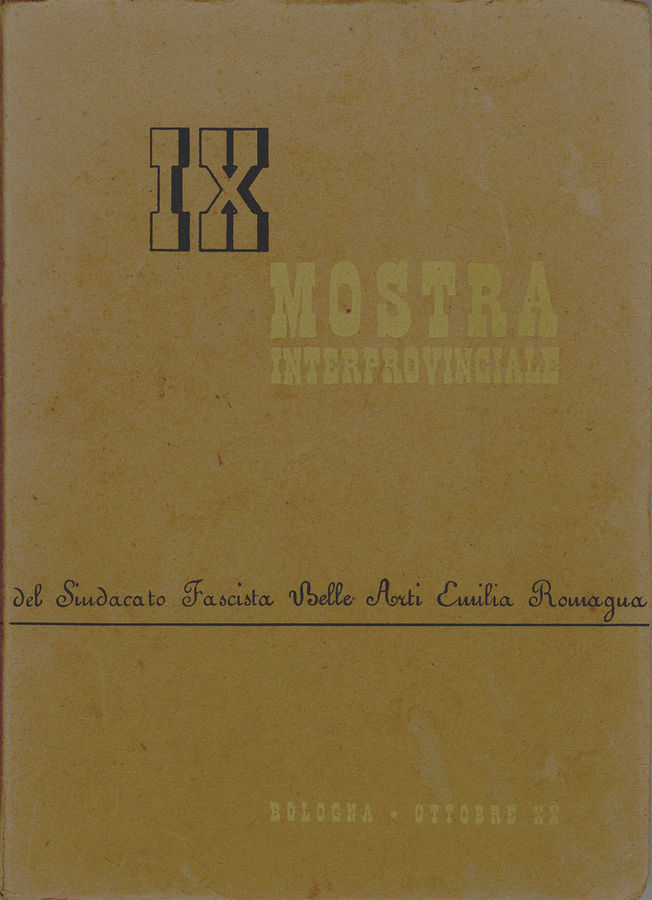 IX
MOSTRA
INTERPROVINCIALE
del Sindacato Fascista Belle Arti Emilia Romagna
BOLOGNA • OTTOBRE XX